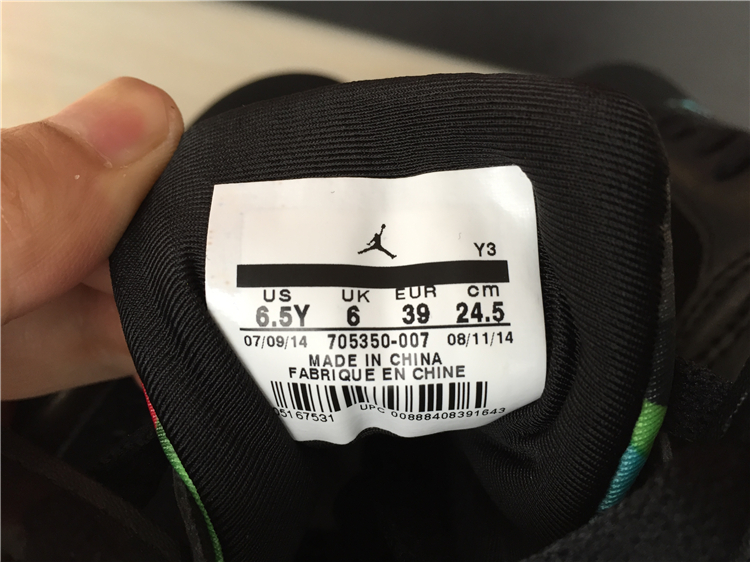 Y3
US UK EUR cm
6.5Y 6 39 24.5
07/09/14 705350-007 08/11/14
MADE IN CHINA
FABRIQUE EN CHINE
05167531 UPC 00888408391643